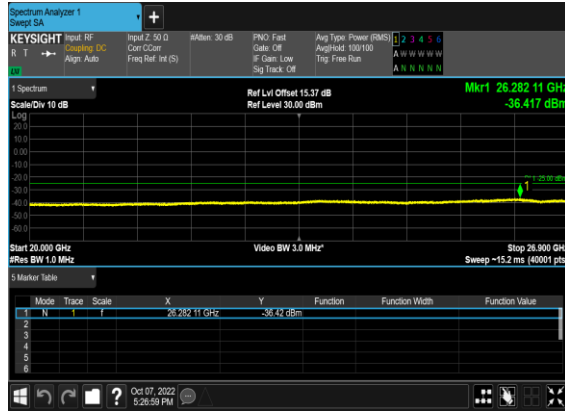 Spectrum Analyzer 1
Swept SA
+
KEYSIGHT Input: RF Input Z: 50 Ω #Atten: 30 dB PNO: Fast Avg Type: Power (RMS) 1 2 3 4 5 6
R T Coupling: DC Corr CCorr Gate: Off Avg|Hold: 100/100 A W W W W W
Align: Auto Freq Ref: Int (S) IF Gain: Low Trig: Free Run
LXI Sig Track: Off A N N N N N
1 Spectrum Ref Lvl Offset 15.37 dB Mkr1 26.282 11 GHz
Scale/Div 10 dB Ref Level 30.00 dBm -36.417 dBm
Log
20.0
10.0
0.00
-10.0
-20.0
DL1 -25.00 dBm
-30.0
1
-40.0
-50.0
-60.0
Start 20.000 GHz Video BW 3.0 MHz* Stop 26.900 GHz
#Res BW 1.0 MHz Sweep ~15.2 ms (40001 pts)
5 Marker Table
Mode Trace Scale X Y Function Function Width Function Value
1 N 1 f 26.282 11 GHz -36.42 dBm
2
3
4
5
6
? Oct 07, 2022
5:26:59 PM